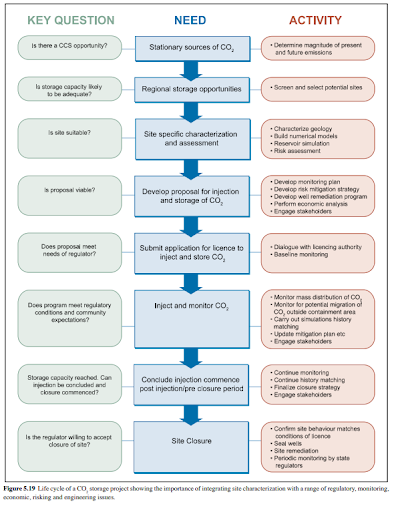 KEY QUESTION
NEED
ACTIVITY
Is there a CCS opportunity?
Stationary sources of CO2
• Determine magnitude of present
and future emissions
Is storage capacity likely
to be adequate?
Regional storage opportunities
• Screen and select potential sites
Is site suitable?
Site specific characterization
and assessment
• Characterize geology
• Build numerical models
• Reservoir simulation
• Risk assessment
Is proposal viable?
Develop proposal for injection
and storage of CO2
• Develop monitoring plan
• Develop risk mitigation strategy
• Develop well remediation program
• Perform economic analysis
• Engage stakeholders
Does proposal meet
needs of regulator?
Submit application for licence to
inject and store CO2
• Dialogue with licencing authority
• Baseline monitoring
Does program meet regulatory
conditions and community
expectations?
Inject and monitor CO2
• Monitor mass distribution of CO2
• Monitor for potential migration of
CO2 outside containment area
• Carry out simulations history
matching
• Update mitigation plan etc
• Engage stakeholders
Storage capacity reached. Can
injection be concluded and
closure commenced?
Conclude injection commence
post injection/pre closure period
• Continue monitoring
• Continue history matching
• Finalize closure strategy
• Engage stakeholders
Is the regulator willing to accept
closure of site?
Site Closure
• Confirm site behaviour matches
conditions of licence
• Seal wells
• Site remediation
• Periodic monitoring by state
regulators
Figure 5.19 Life cycle of a CO2 storage project showing the importance of integrating site characterization with a range of regulatory, monitoring,
economic, risking and engineering issues.